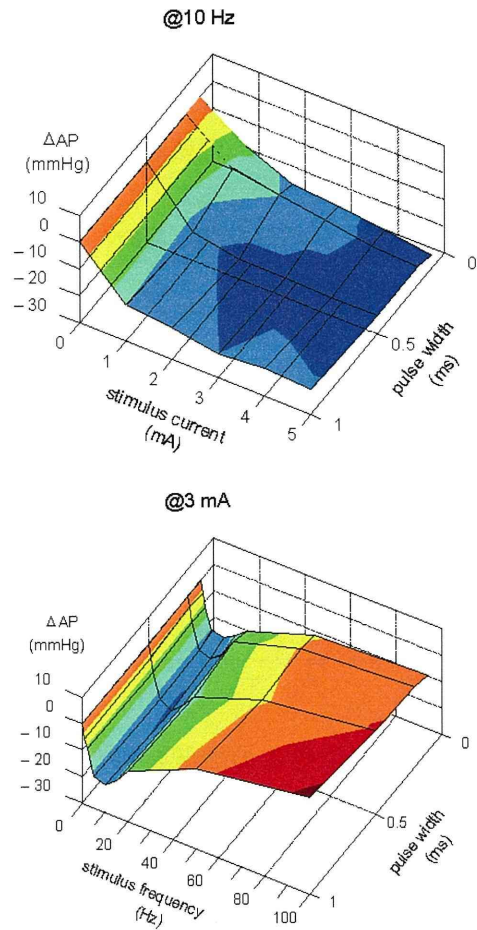 @10 Hz
ΔAP
(mmHg)
10
0
– 10
– 20
– 30
0
1
2
3
4
5
stimulus current
(mA)
0
0.5
1
pulse width
(ms)
@3 mA
ΔAP
(mmHg)
10
0
– 10
– 20
– 30
0
20
40
60
80
100
stimulus frequency
(Hz)
0
0.5
1
pulse width
(ms)